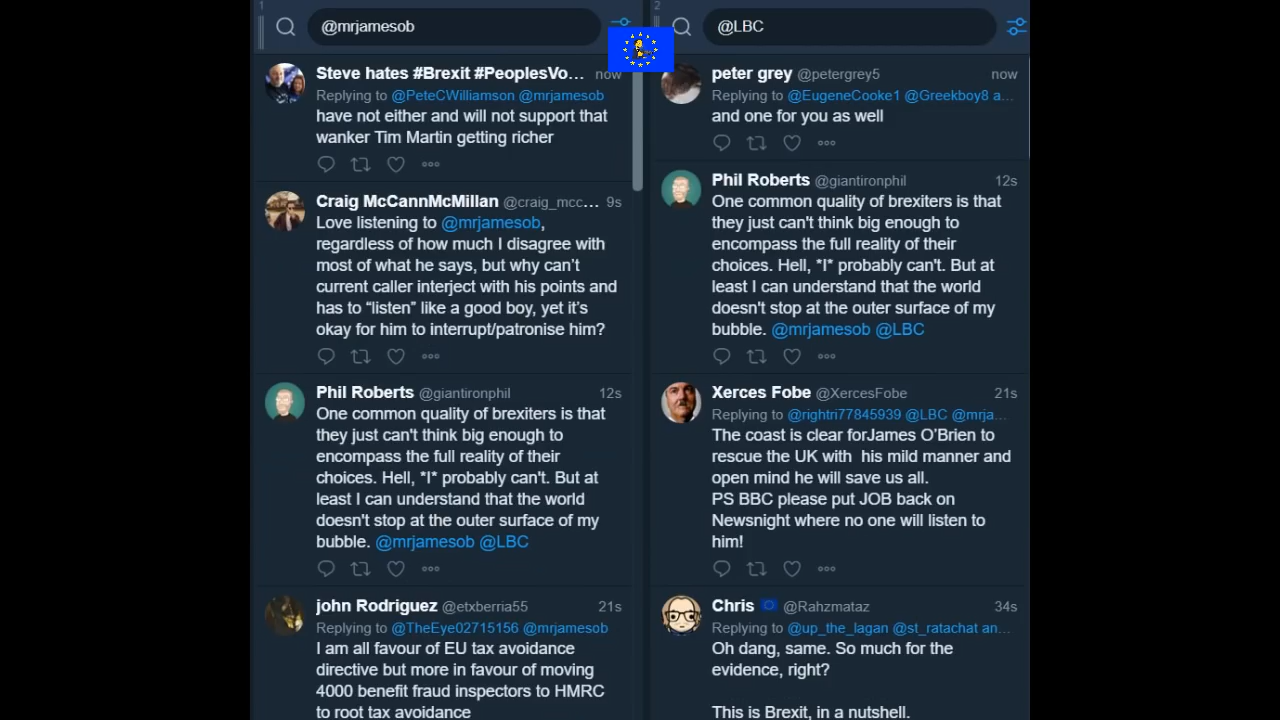 1
@mrjamesob
Steve hates #Brexit #PeoplesVo... now
Replying to @PeteCWilliamson @mrjamesob
have not either and will not support that
wanker Tim Martin getting richer
Craig McCannMcMillan @craig_mcc... 9s
Love listening to @mrjamesob,
regardless of how much I disagree with
most of what he says, but why can’t
current caller interject with his points and
has to “listen” like a good boy, yet it’s
okay for him to interrupt/patronise him?
Phil Roberts @giantironphil 12s
One common quality of brexiters is that
they just can't think big enough to
encompass the full reality of their
choices. Hell, *I* probably can't. But at
least I can understand that the world
doesn't stop at the outer surface of my
bubble. @mrjamesob @LBC
john Rodriguez @etxberria55 21s
Replying to @TheEye02715156 @mrjamesob
I am all favour of EU tax avoidance
directive but more in favour of moving
4000 benefit fraud inspectors to HMRC
to root tax avoidance
2
@LBC
peter grey @petergrey5 now
Replying to @EugeneCooke1 @Greekboy8 a...
and one for you as well
Phil Roberts @giantironphil 12s
One common quality of brexiters is that
they just can't think big enough to
encompass the full reality of their
choices. Hell, *I* probably can't. But at
least I can understand that the world
doesn't stop at the outer surface of my
bubble. @mrjamesob @LBC
Xerces Fobe @XercesFobe 21s
Replying to @rightri77845939 @LBC @mrja...
The coast is clear forJames O’Brien to
rescue the UK with his mild manner and
open mind he will save us all.
PS BBC please put JOB back on
Newsnight where no one will listen to
him!
Chris @Rahzmataz 34s
Replying to @up_the_lagan @st_ratachat an...
Oh dang, same. So much for the
evidence, right?
This is Brexit, in a nutshell.